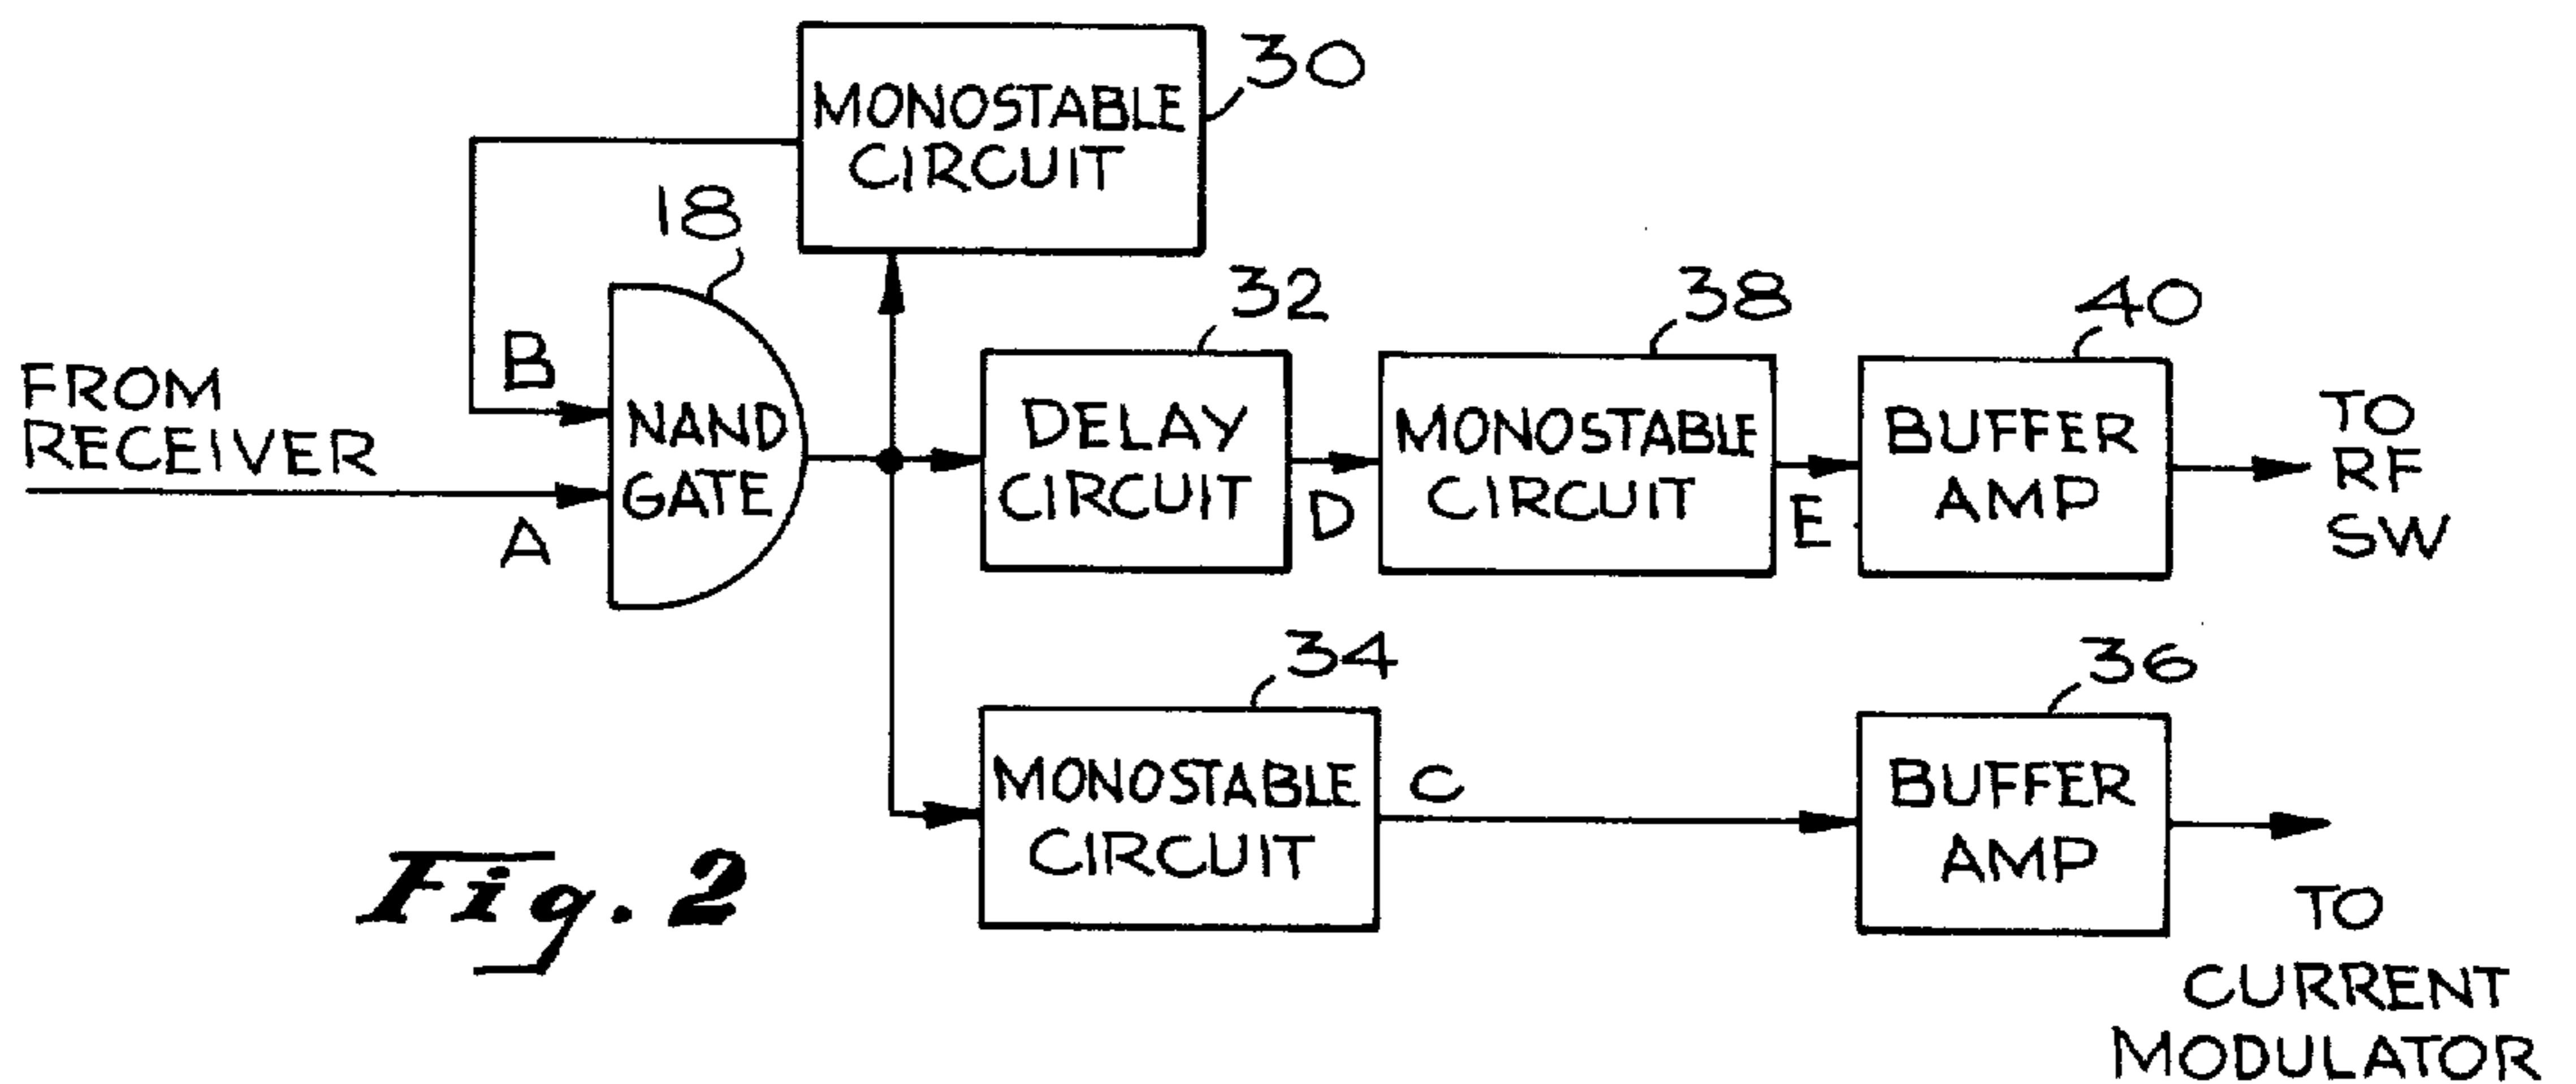 MONOSTABLE
CIRCUIT
30
18
B
FROM
RECEIVER
A
NAND
GATE
32
DELAY
CIRCUIT
D
38
MONOSTABLE
CIRCUIT
E
40
BUFFER
AMP
TO
RF
SW
34
MONOSTABLE
CIRCUIT
C
36
BUFFER
AMP
TO
CURRENT
MODULATOR
Fig. 2